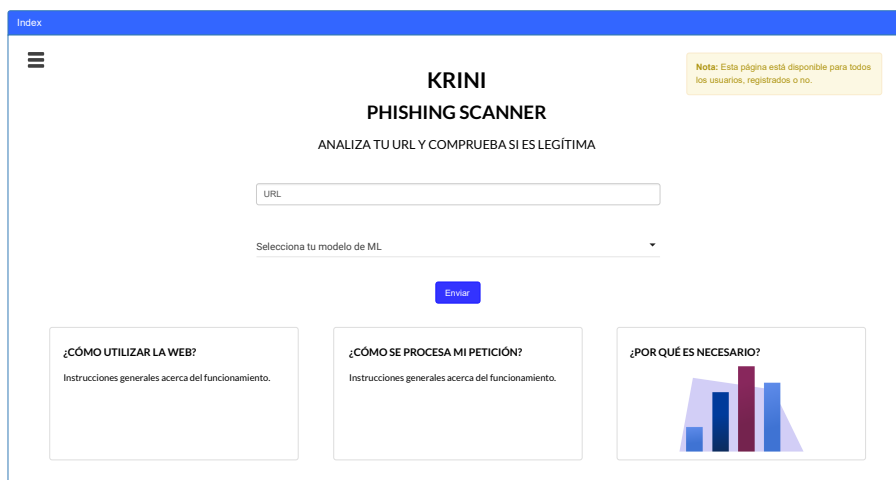 Index
KRINI
PHISHING SCANNER
ANALIZA TU URL Y COMPRUEBA SI ES LEGÍTIMA
Nota: Esta página está disponible para todos
los usuarios, registrados o no.
URL
Selecciona tu modelo de ML
Enviar
¿CÓMO UTILIZAR LA WEB?
Instrucciones generales acerca del funcionamiento.
¿CÓMO SE PROCESA MI PETICIÓN?
Instrucciones generales acerca del funcionamiento.
¿POR QUÉ ES NECESARIO?